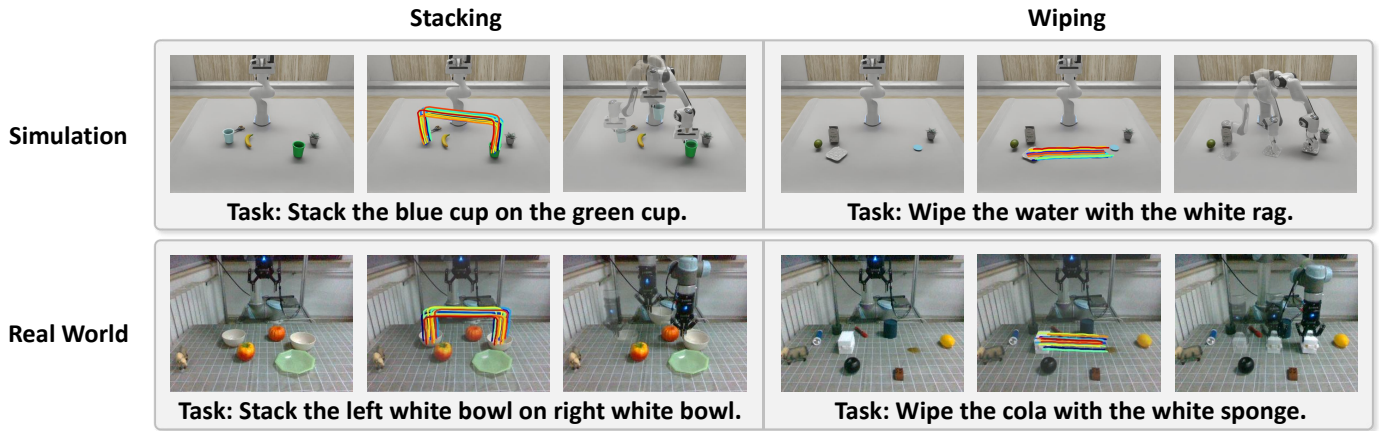 Stacking
Wiping
Simulation
Task: Stack the blue cup on the green cup.
Task: Wipe the water with the white rag.
Real World
Task: Stack the left white bowl on right white bowl.
Task: Wipe the cola with the white sponge.